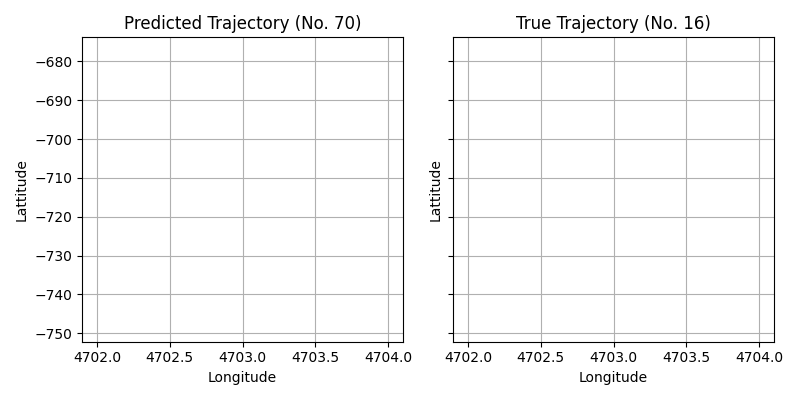 Predicted Trajectory (No. 70)
True Trajectory (No. 16)
−680
−690
−700
−710
−720
−730
−740
−750
Lattitude
Lattitude
4702.0 4702.5 4703.0 4703.5 4704.0
4702.0 4702.5 4703.0 4703.5 4704.0
Longitude
Longitude